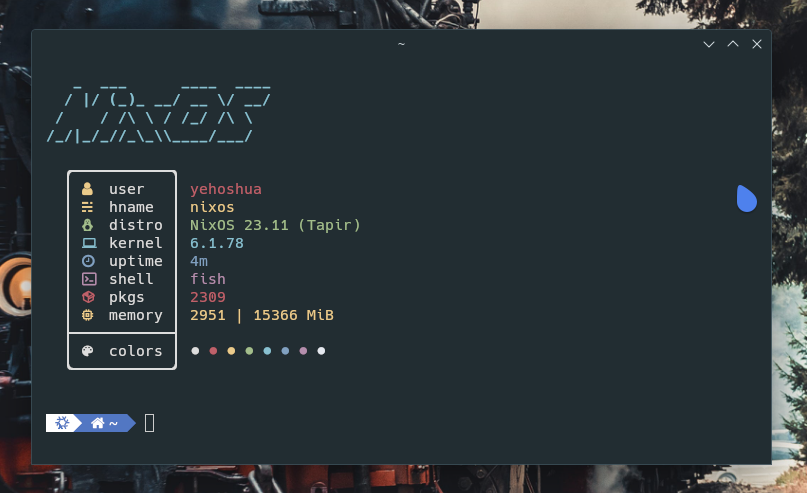 ~
NixOS
user yehoshua
hname nixos
distro NixOS 23.11 (Tapir)
kernel 6.1.78
uptime 4m
shell fish
pkgs 2309
memory 2951 | 15366 MiB
colors
~